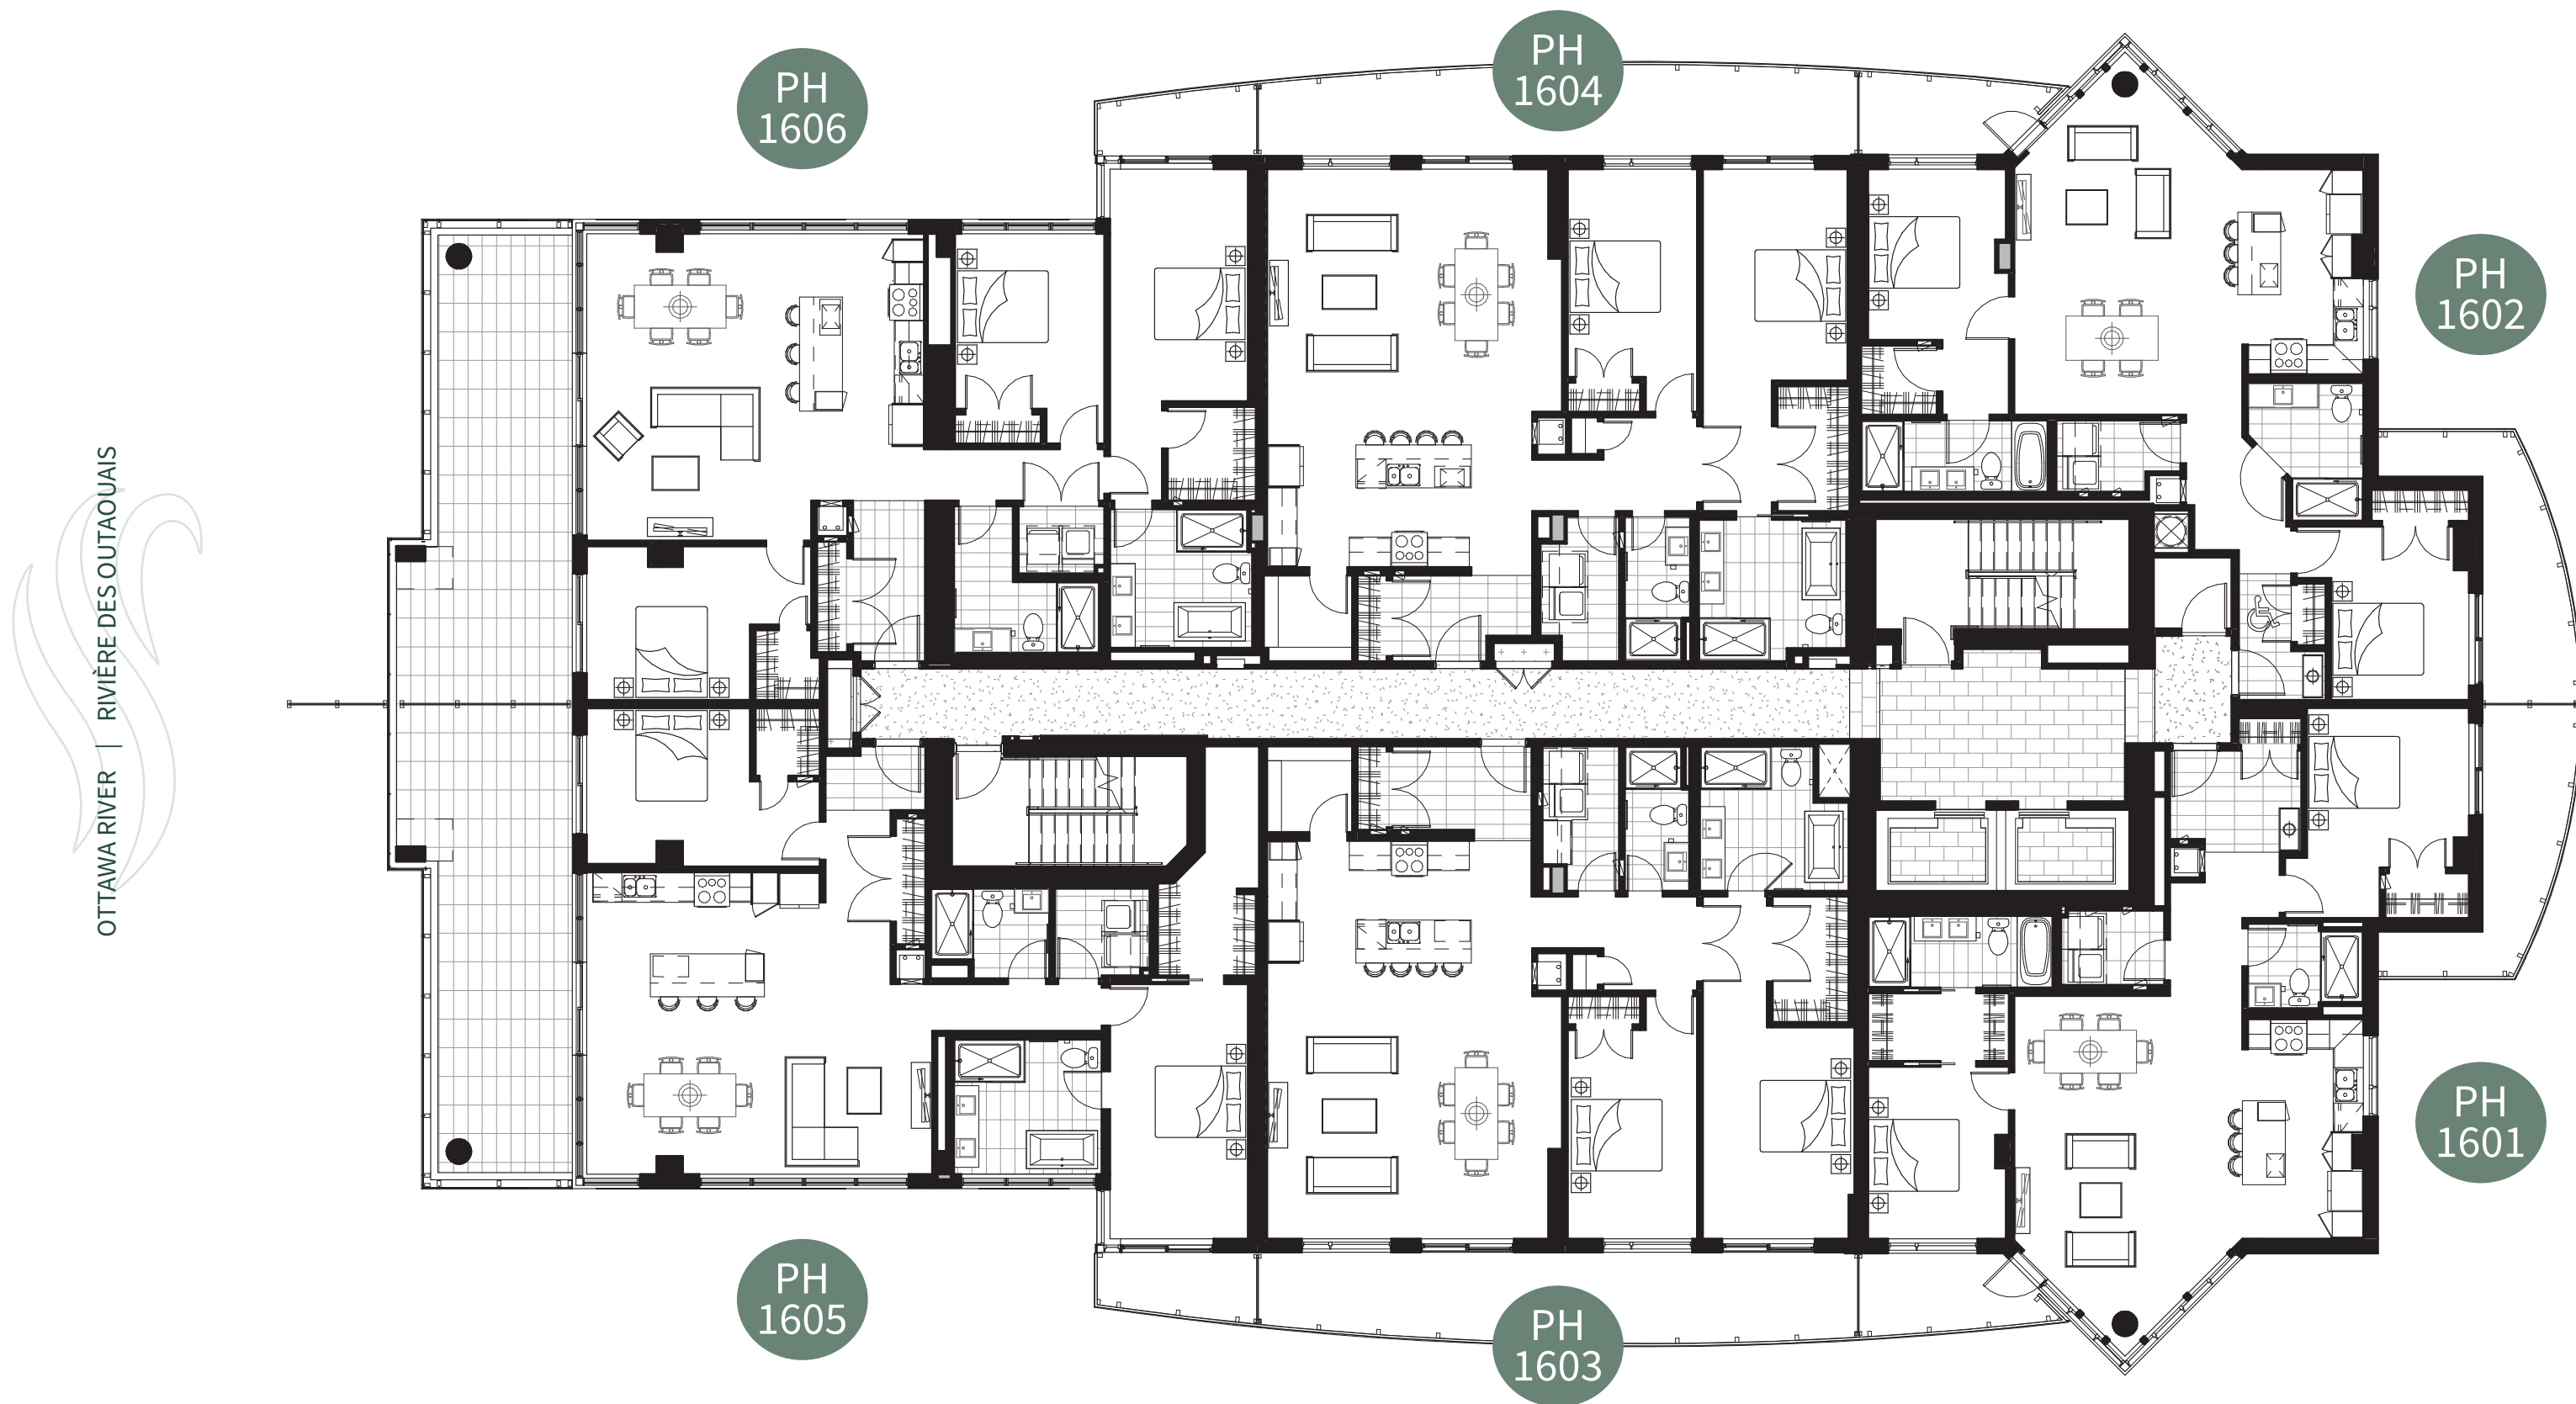 PH
1606
PH
1604
PH
1602
OTTAWA RIVER | RIVIÈRE DES OUTAOUAIS
PH
1605
PH
1603
PH
1601